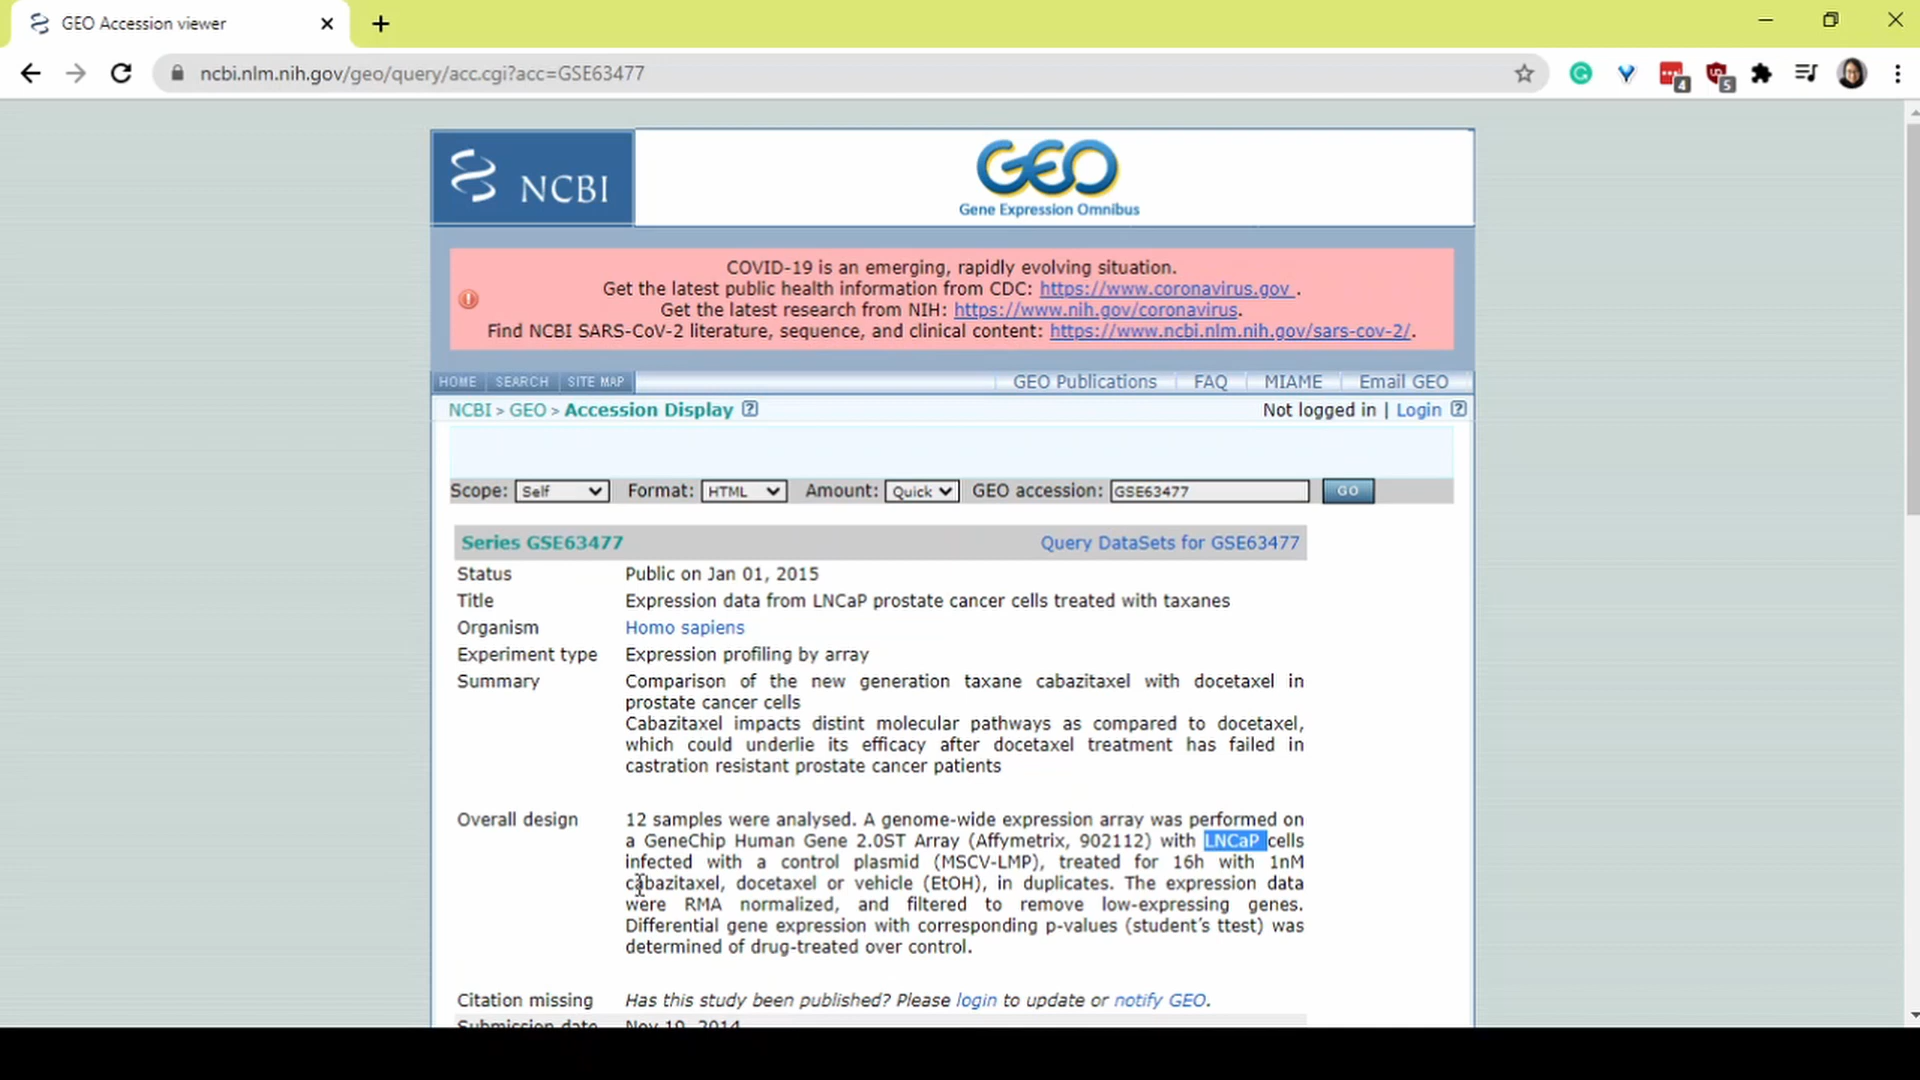 GEO Accession viewer
ncbi.nlm.nih.gov/geo/query/acc.cgi?acc=GSE63477
4
5
NCBI
GEO
Gene Expression Omnibus
COVID-19 is an emerging, rapidly evolving situation.
Get the latest public health information from CDC: https://www.coronavirus.gov .
Get the latest research from NIH: https://www.nih.gov/coronavirus.
Find NCBI SARS-CoV-2 literature, sequence, and clinical content: https://www.ncbi.nlm.nih.gov/sars-cov-2/.
HOME SEARCH SITE MAP GEO Publications FAQ MIAME Email GEO
NCBI > GEO > Accession Display ? Not logged in | Login ?
Scope: Self Format: HTML Amount: Quick GEO accession: GSE63477 GO
Series GSE63477 Query DataSets for GSE63477
Status Public on Jan 01, 2015
Title Expression data from LNCaP prostate cancer cells treated with taxanes
Organism Homo sapiens
Experiment type Expression profiling by array
Summary Comparison of the new generation taxane cabazitaxel with docetaxel in
prostate cancer cells
Cabazitaxel impacts distint molecular pathways as compared to docetaxel,
which could underlie its efficacy after docetaxel treatment has failed in
castration resistant prostate cancer patients
Overall design 12 samples were analysed. A genome-wide expression array was performed on
a GeneChip Human Gene 2.0ST Array (Affymetrix, 902112) with LNCaP cells
infected with a control plasmid (MSCV-LMP), treated for 16h with 1nM
cabazitaxel, docetaxel or vehicle (EtOH), in duplicates. The expression data
were RMA normalized, and filtered to remove low-expressing genes.
Differential gene expression with corresponding p-values (student's ttest) was
determined of drug-treated over control.
Citation missing Has this study been published? Please login to update or notify GEO.
Submission date Nov 19, 2014